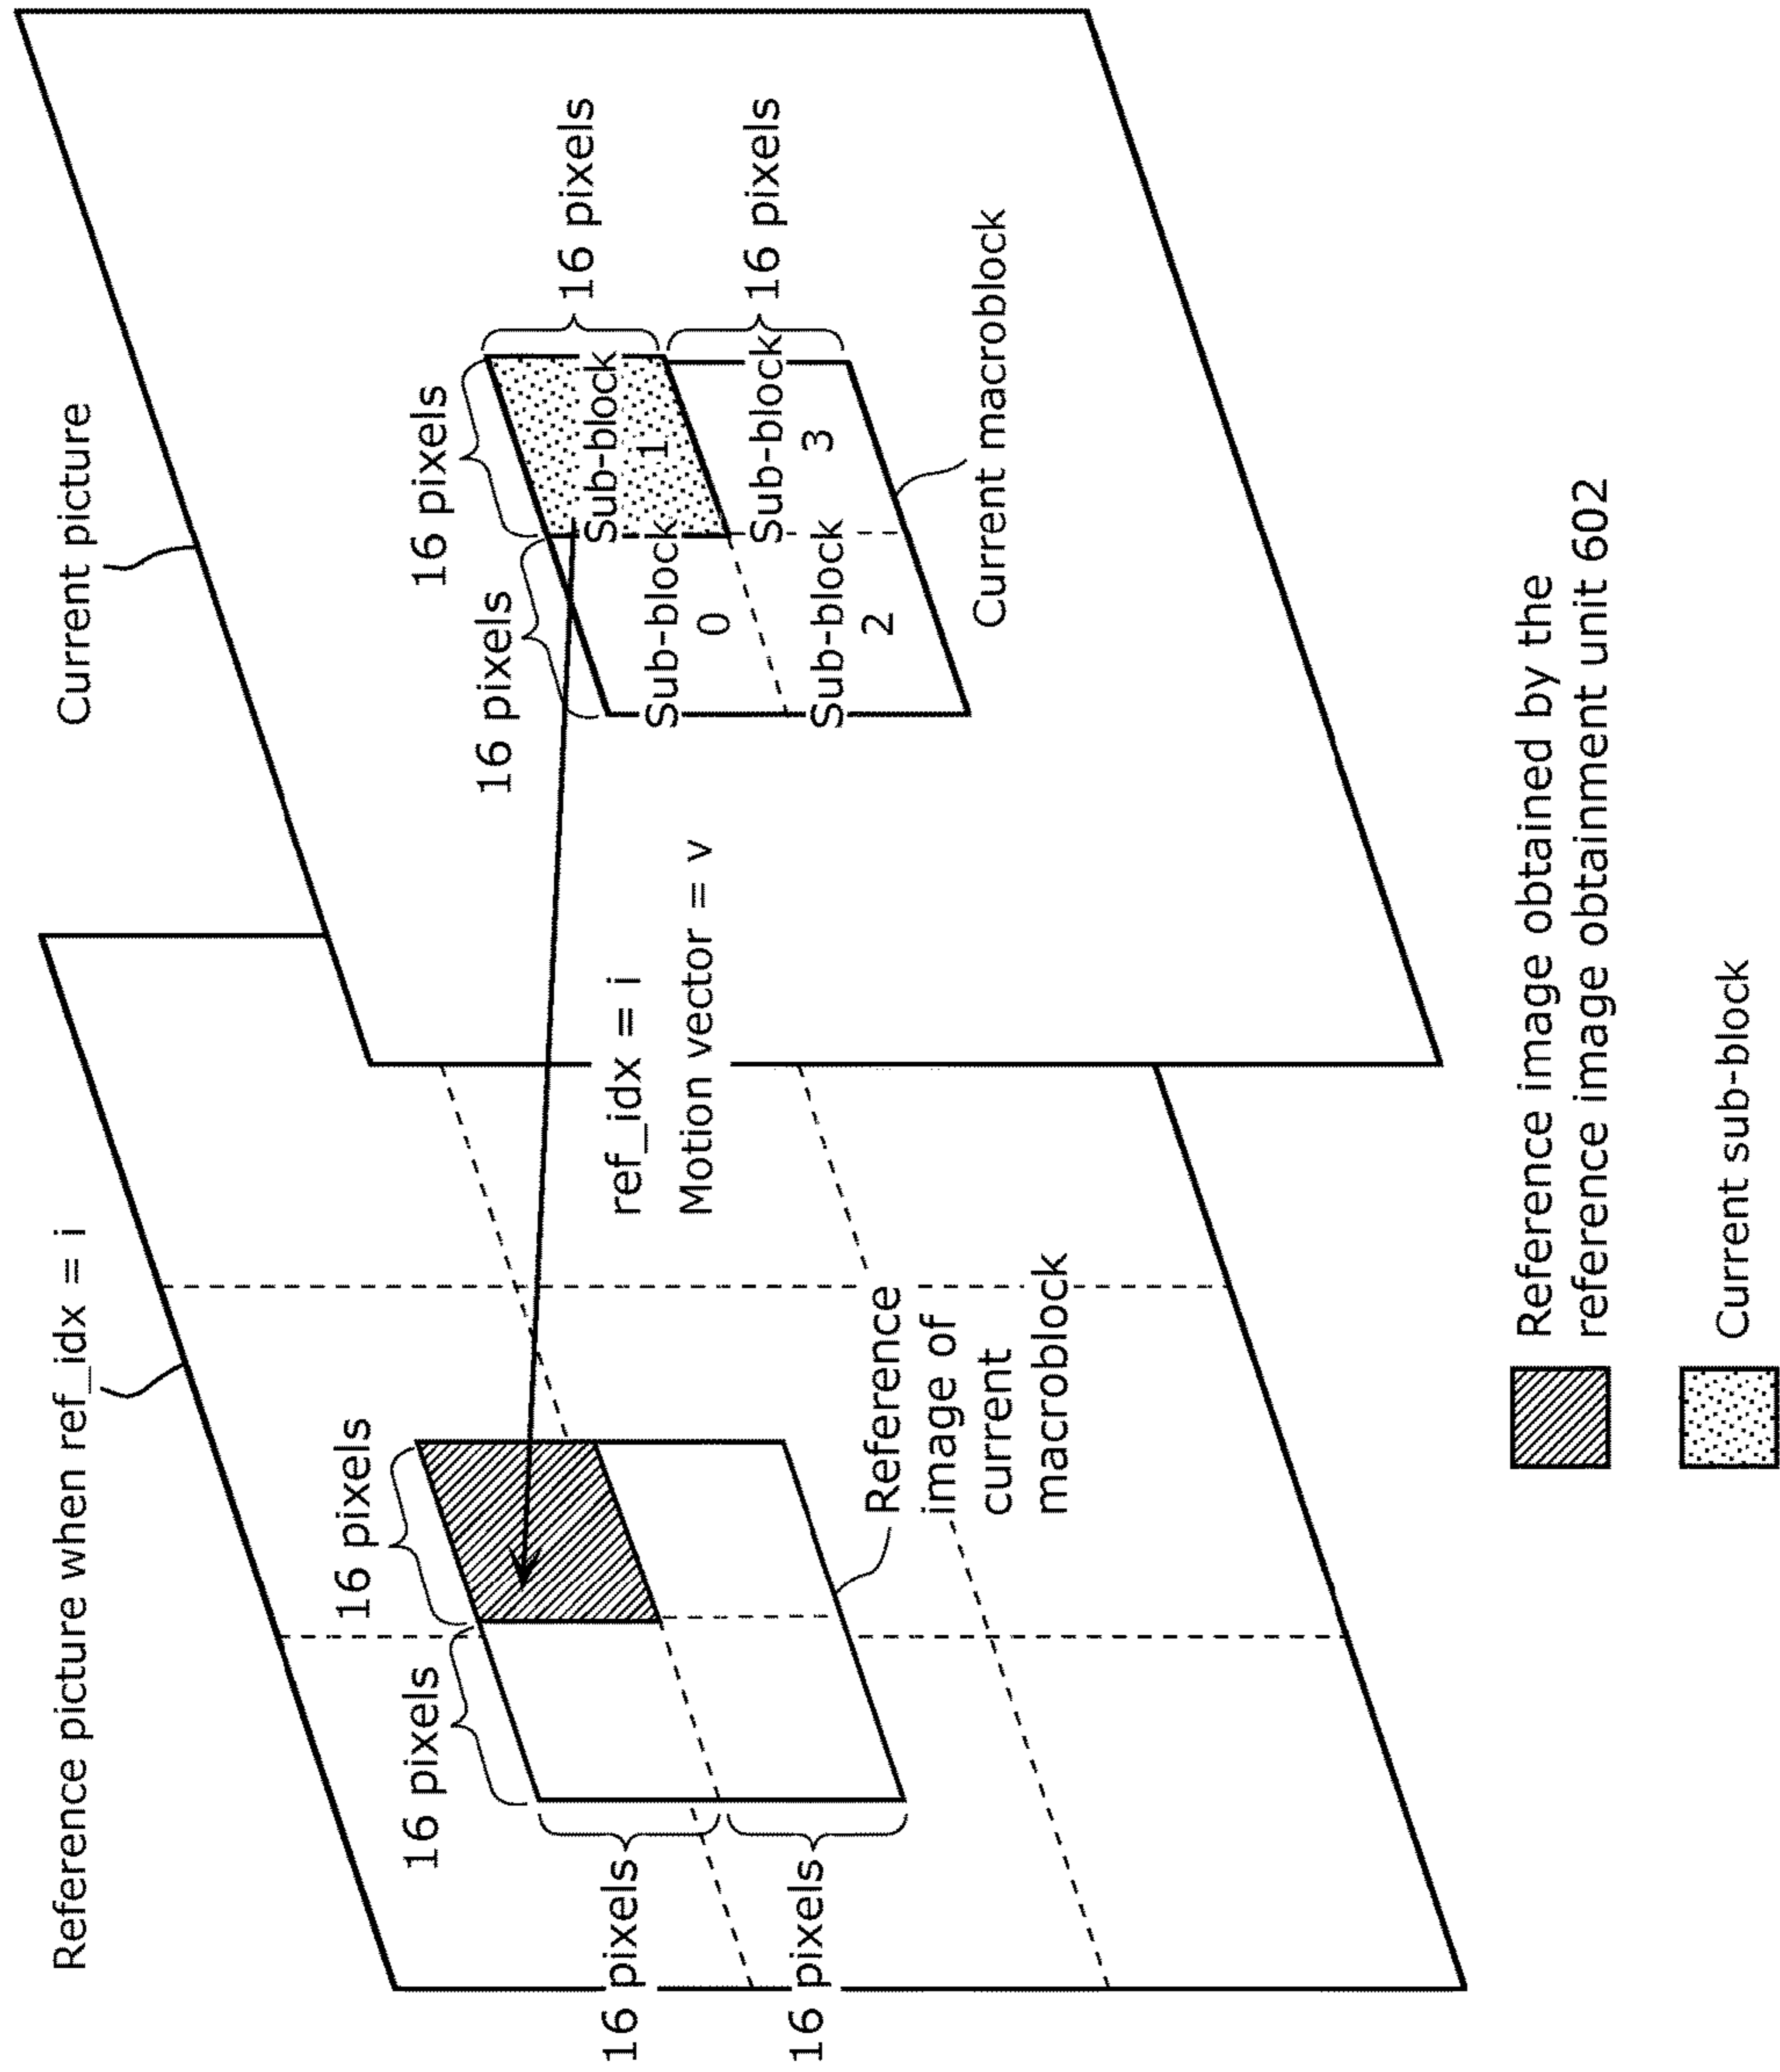 Reference picture when ref_idx = i
Current picture
16 pixels
16 pixels
16 pixels
16 pixels
16 pixels
16 pixels
16 pixels
16 pixels
Sub-block
0
Sub-block
1
Sub-block
2
Sub-block
3
ref_idx = i
Motion vector = v
Reference
image of
current
macroblock
Current macroblock
Reference image obtained by the
reference image obtainment unit 602
Current sub-block